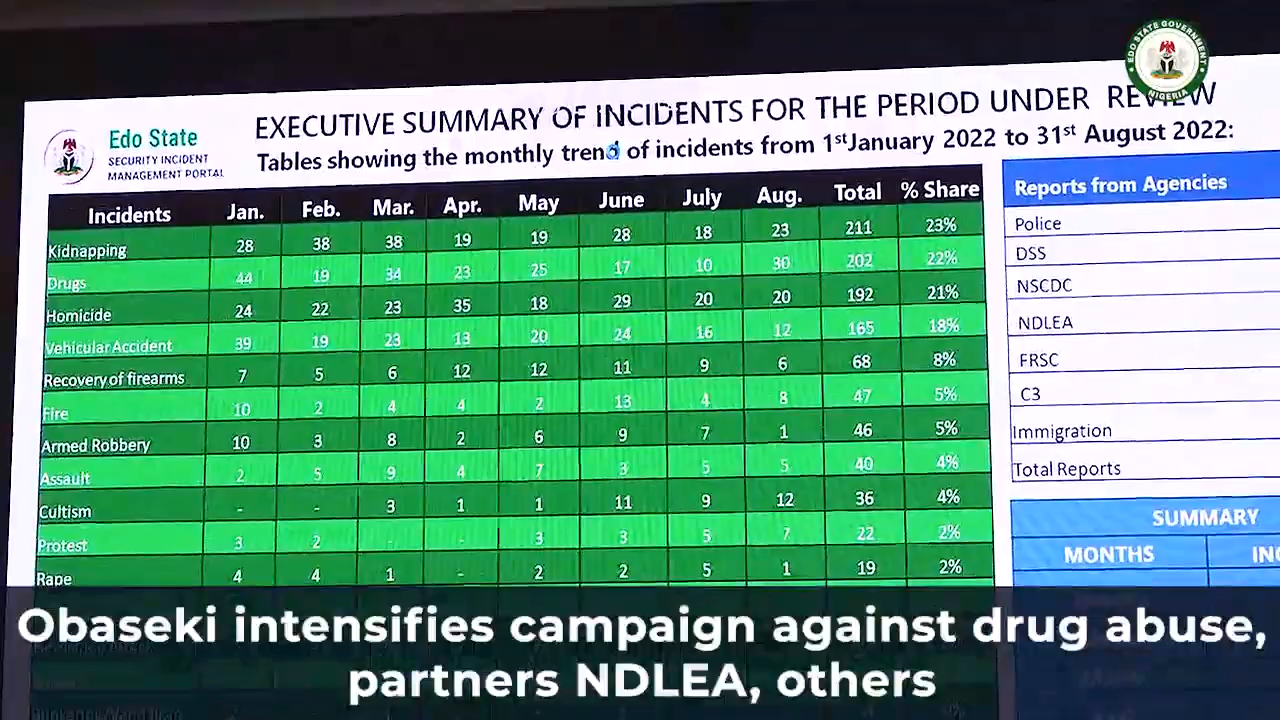 EDO STATE GOVERNMENT
NIGERIA
Edo State
SECURITY INCIDENT
MANAGEMENT PORTAL
EXECUTIVE SUMMARY OF INCIDENTS FOR THE PERIOD UNDER REVIEW
Tables showing the monthly trend of incidents from 1stJanuary 2022 to 31st August 2022:
Incidents Jan. Feb. Mar. Apr. May June July Aug. Total % Share
Kidnapping 28 38 38 19 19 28 18 23 211 23%
Drugs 44 19 34 23 25 17 10 30 202 22%
Homicide 24 22 23 35 18 29 20 20 192 21%
Vehicular Accident 39 19 23 13 20 24 16 12 165 18%
Recovery of firearms 7 5 6 12 12 11 9 6 68 8%
Fire 10 2 4 4 2 13 4 8 47 5%
Armed Robbery 10 3 8 2 6 9 7 1 46 5%
Assault 2 5 9 4 7 3 5 5 40 4%
Cultism - - 3 1 1 11 9 12 36 4%
Protest 3 2 - - 3 3 5 7 22 2%
Rape 4 4 1 - 2 2 5 1 19 2%
Reports from Agencies
Police
DSS
NSCDC
NDLEA
FRSC
C3
Immigration
Total Reports
SUMMARY
MONTHS INC
Obaseki intensifies campaign against drug abuse,
partners NDLEA, others